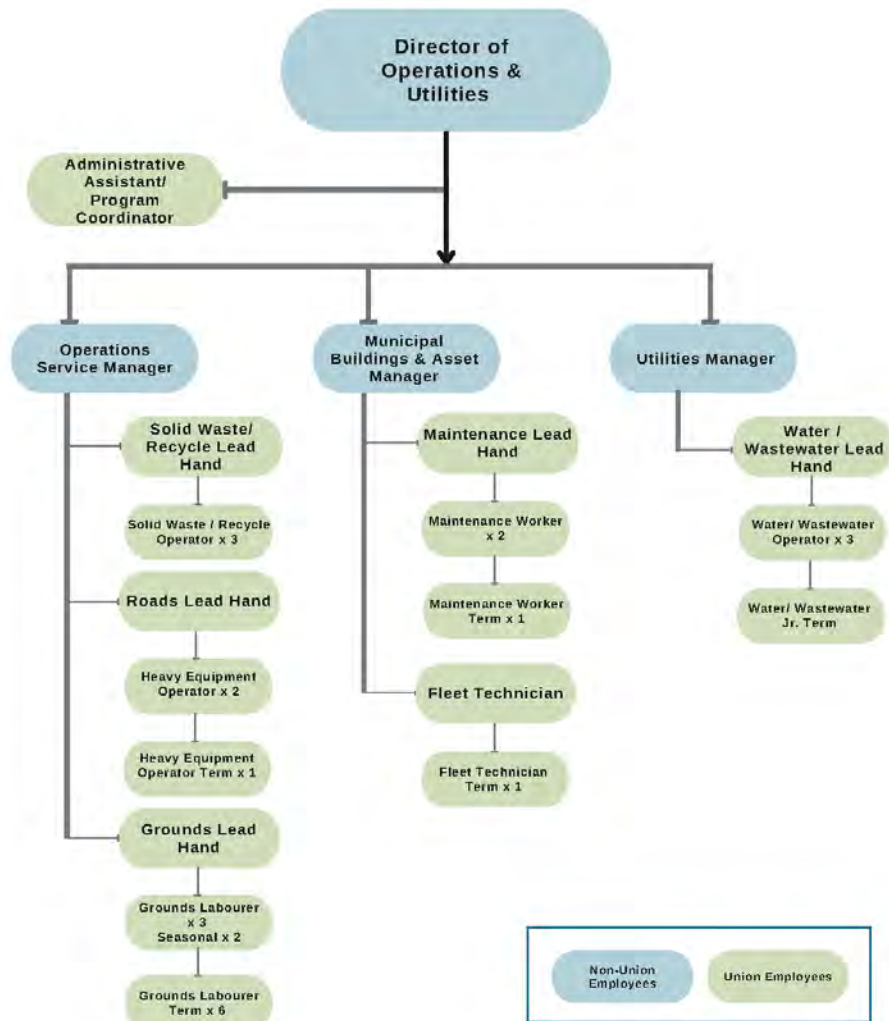 Director of
Operations &
Utilities
Administrative
Assistant/
Program
Coordinator
Operations
Service Manager
Municipal
Buildings & Asset
Manager
Utilities Manager
Solid Waste/
Recycle Lead
Hand
Solid Waste / Recycle
Operator x 3
Roads Lead Hand
Heavy Equipment
Operator x 2
Heavy Equipment
Operator Term x 1
Grounds Lead
Hand
Grounds Labourer
x 3
Seasonal x 2
Grounds Labourer
Term x 6
Maintenance Lead
Hand
Maintenance Worker
x 2
Maintenance Worker
Term x 1
Fleet Technician
Fleet Technician
Term x 1
Water /
Wastewater Lead
Hand
Water/ Wastewater
Operator x 3
Water/ Wastewater
Jr. Term
Non-Union
Employees
Union Employees